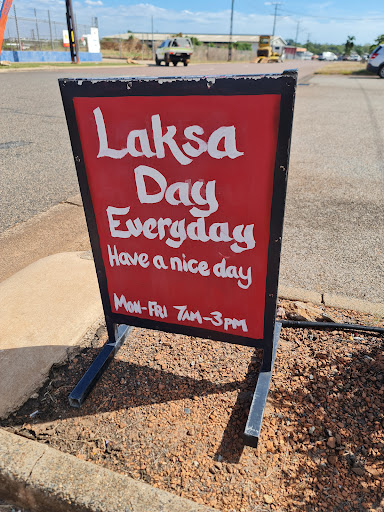 Laksa
Day
Everyday
Have a nice day
Mon-Fri 7am-3pm